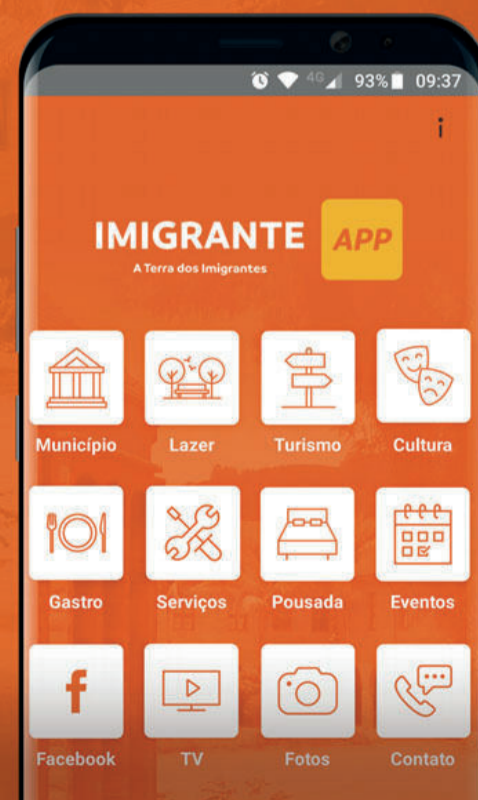 4G 93% 09:37
i
IMIGRANTE APP
A Terra dos Imigrantes
Município Lazer Turismo Cultura
Gastro Serviços Pousada Eventos
f
Facebook TV Fotos Contato